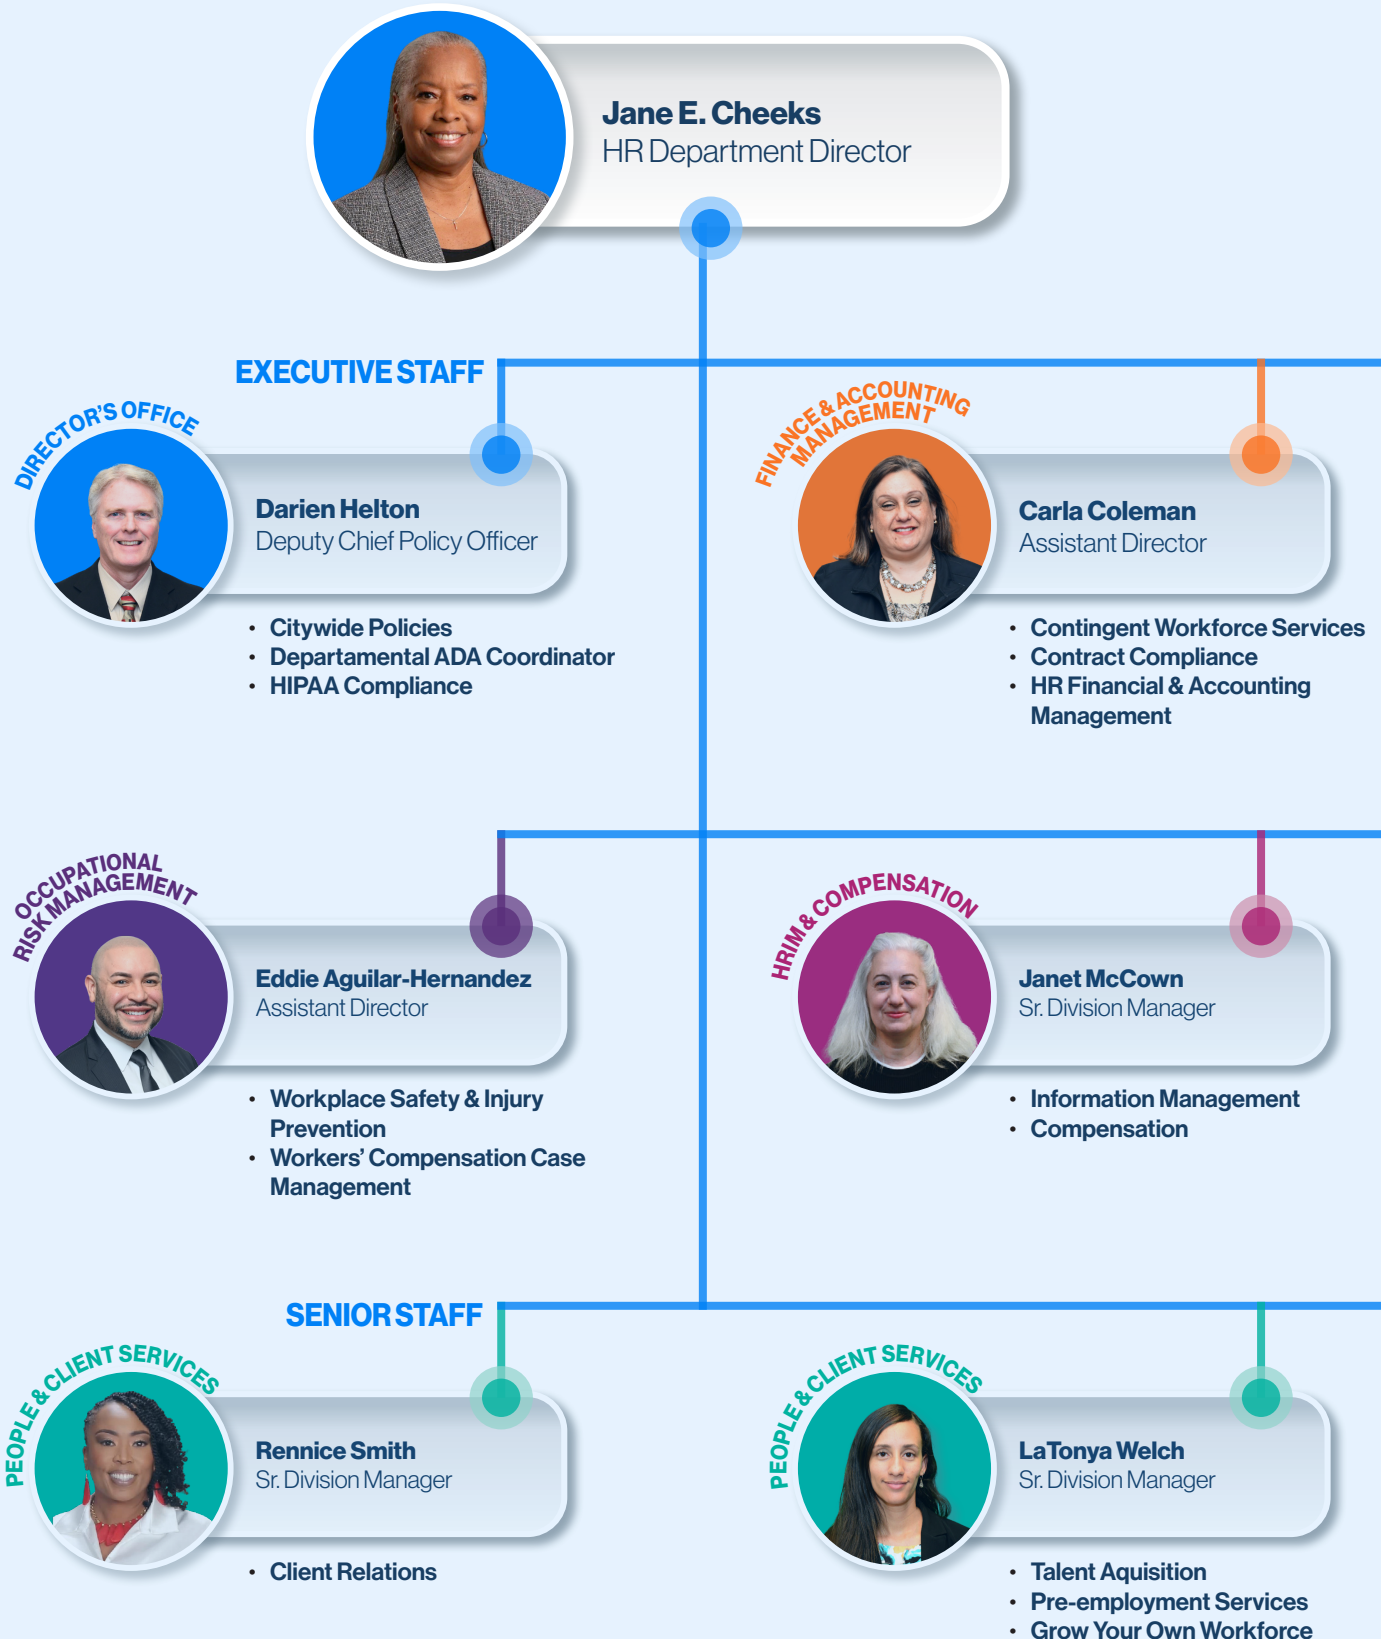 Jane E. Cheeks
HR Department Director
EXECUTIVE STAFF
DIRECTOR'S OFFICE
Darien Helton
Deputy Chief Policy Officer
• Citywide Policies
• Departamental ADA Coordinator
• HIPAA Compliance
FINANCE & ACCOUNTING
MANAGEMENT
Carla Coleman
Assistant Director
• Contingent Workforce Services
• Contract Compliance
• HR Financial & Accounting
Management
OCCUPATIONAL
RISK MANAGEMENT
Eddie Aguilar-Hernandez
Assistant Director
• Workplace Safety & Injury
Prevention
• Workers' Compensation Case
Management
HRIM & COMPENSATION
Janet McCown
Sr. Division Manager
• Information Management
• Compensation
SENIOR STAFF
PEOPLE & CLIENT SERVICES
Rennice Smith
Sr. Division Manager
• Client Relations
PEOPLE & CLIENT SERVICES
LaTonya Welch
Sr. Division Manager
• Talent Aquisition
• Pre-employment Services
• Grow Your Own Workforce